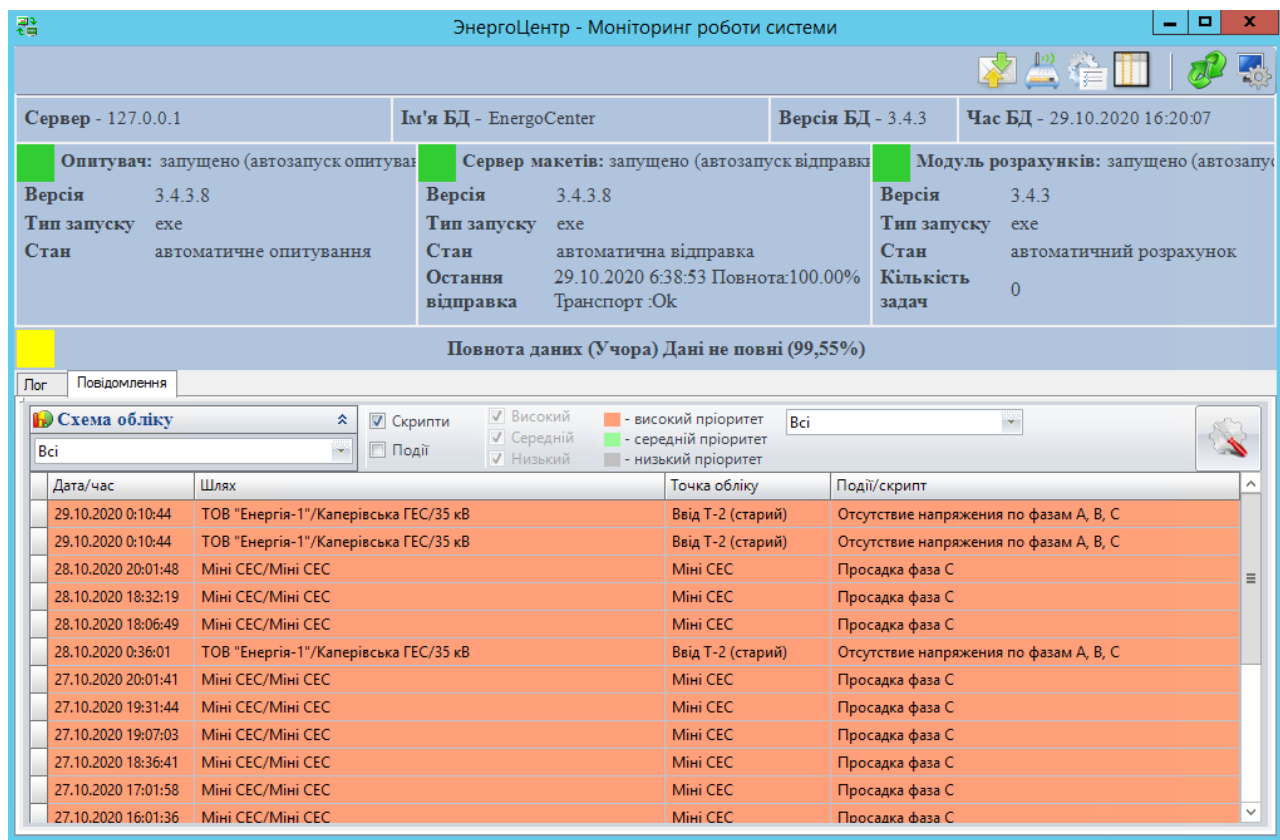 ЭнергоЦентр - Моніторинг роботи системи
Сервер - 127.0.0.1 Ім'я БД - EnergoCenter Версія БД - 3.4.3 Час БД - 29.10.2020 16:20:07
Опитувач: запущено (автозапуск опитував Сервер макетів: запущено (автозапуск відправки Модуль розрахунків: запущено (автозапус
Версія 3.4.3.8 Версія 3.4.3.8 Версія 3.4.3
Тип запуску exe Тип запуску exe Тип запуску exe
Стан автоматичне опитування Стан автоматична відправка Стан автоматичний розрахунок
Остання відправка 29.10.2020 6:38:53 Повнота:100.00% Транспорт :Ok Кількість задач 0
Повнота даних (Учора) Дані не повні (99,55%)
Лог Повідомлення
Схема обліку Скрипти Високий - високий пріоритет Всі
Середній - середній пріоритет
Всі Події Низький - низький пріоритет
Дата/час Шлях Точка обліку Події/скрипт
29.10.2020 0:10:44 ТОВ "Енергія-1"/Каперівська ГЕС/35 кВ Ввід Т-2 (старий) Отсутствие напряжения по фазам А, В, С
29.10.2020 0:10:44 ТОВ "Енергія-1"/Каперівська ГЕС/35 кВ Ввід Т-2 (старий) Отсутствие напряжения по фазам А, В, С
28.10.2020 20:01:48 Міні СЕС/Міні СЕС Міні СЕС Просадка фаза С
28.10.2020 18:32:19 Міні СЕС/Міні СЕС Міні СЕС Просадка фаза С
28.10.2020 18:06:49 Міні СЕС/Міні СЕС Міні СЕС Просадка фаза С
28.10.2020 0:36:01 ТОВ "Енергія-1"/Каперівська ГЕС/35 кВ Ввід Т-2 (старий) Отсутствие напряжения по фазам А, В, С
27.10.2020 20:01:41 Міні СЕС/Міні СЕС Міні СЕС Просадка фаза С
27.10.2020 19:31:44 Міні СЕС/Міні СЕС Міні СЕС Просадка фаза С
27.10.2020 19:07:03 Міні СЕС/Міні СЕС Міні СЕС Просадка фаза С
27.10.2020 18:36:41 Міні СЕС/Міні СЕС Міні СЕС Просадка фаза С
27.10.2020 17:01:58 Міні СЕС/Міні СЕС Міні СЕС Просадка фаза С
27.10.2020 16:01:36 Міні СЕС/Міні СЕС Міні СЕС Просадка фаза С